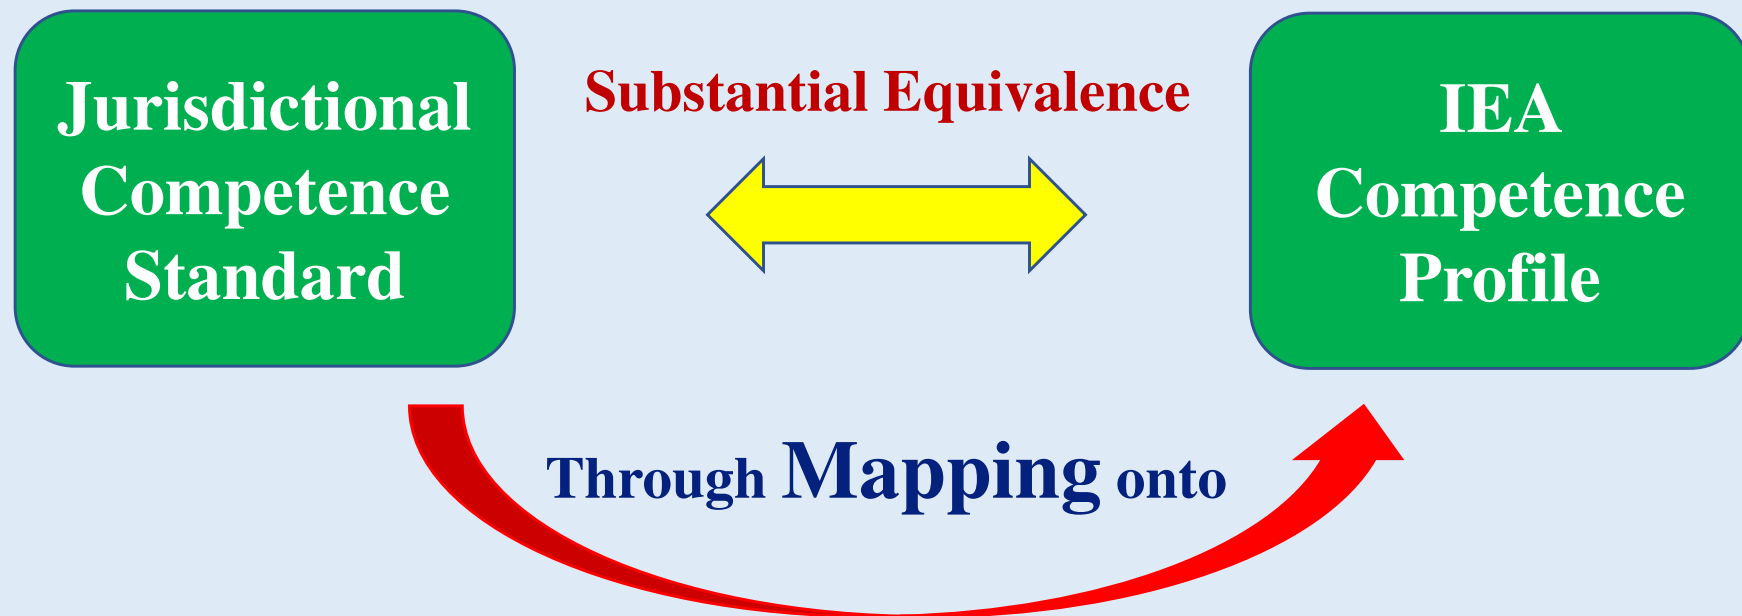 Jurisdictional
Competence
Standard
Substantial Equivalence
IEA
Competence
Profile
Through Mapping onto